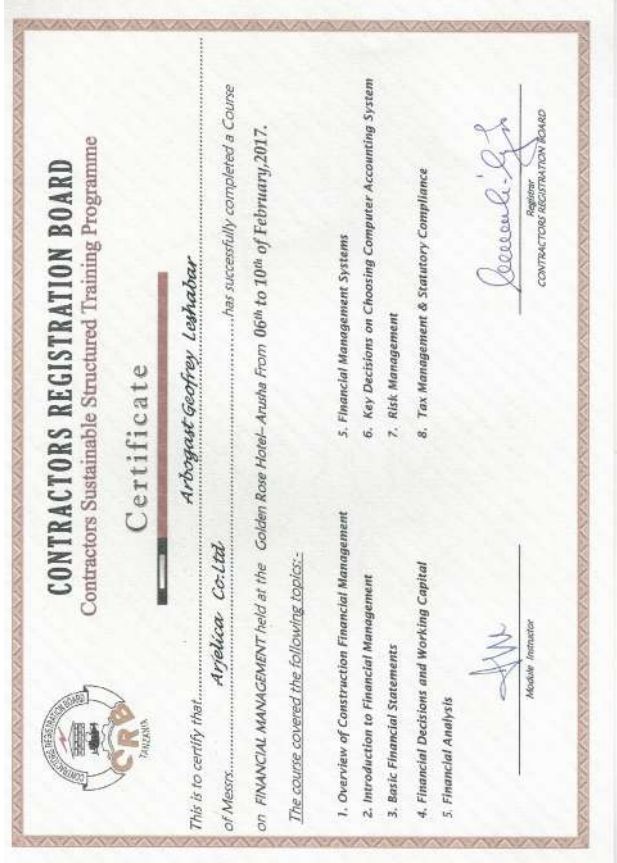 CONTRACTORS REGISTRATION BOARD
Contractors Sustainable Structured Training Programme
CONTRACTORS REGISTRATION BOARD
CRB
TANZANIA
Certificate
This is to certify that Arbogast Geofrey Leshabar
of Messrs. Arjelica Co.Ltd has successfully completed a Course
on FINANCIAL MANAGEMENT held at the Golden Rose Hotel– Arusha From 06th to 10th of February,2017.
The course covered the following topics:-
1. Overview of Construction Financial Management
2. Introduction to Financial Management
3. Basic Financial Statements
4. Financial Decisions and Working Capital
5. Financial Analysis
5. Financial Management Systems
6. Key Decisions on Choosing Computer Accounting System
7. Risk Management
8. Tax Management & Statutory Compliance
Module Instructor
Registrar
CONTRACTORS REGISTRATION BOARD